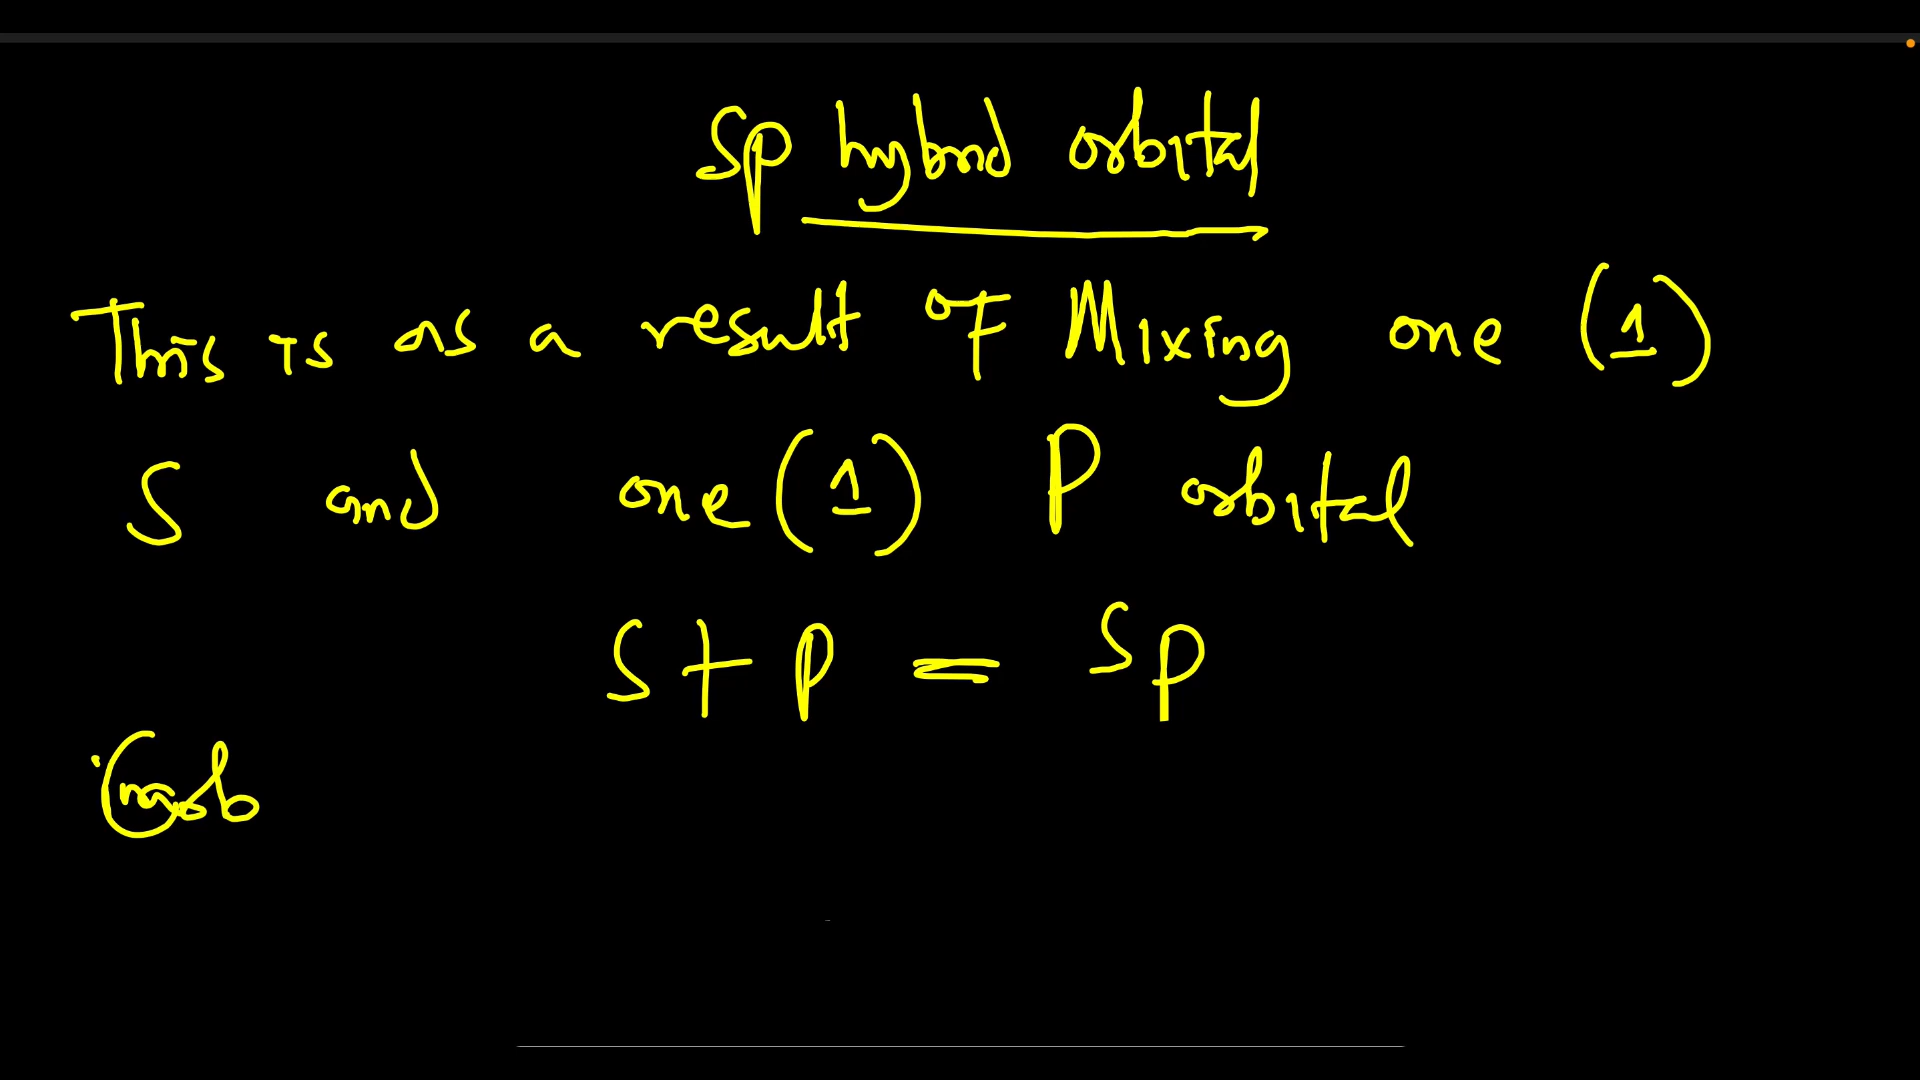 Sp hybrid orbital
This is as a result of Mixing one (1)
S and one (1) P orbital
S + p = Sp